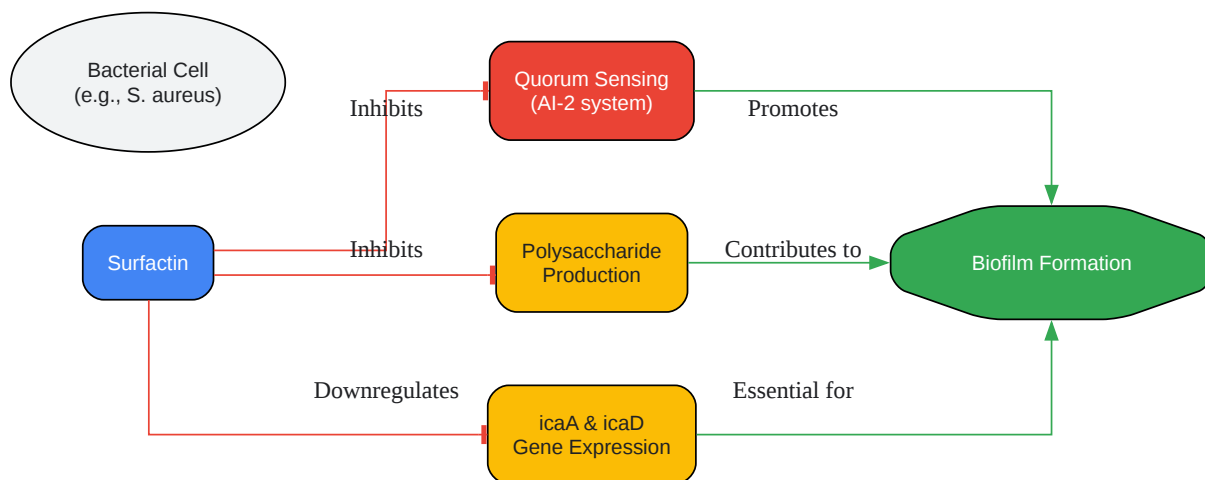 Bacterial Cell
(e.g., S. aureus)
Quorum Sensing
(AI-2 system)
Inhibits
Promotes
Surfactin
Inhibits
Polysaccharide
Production
Contributes to
Biofilm Formation
Downregulates
Essential for
icaA & icaD
Gene Expression